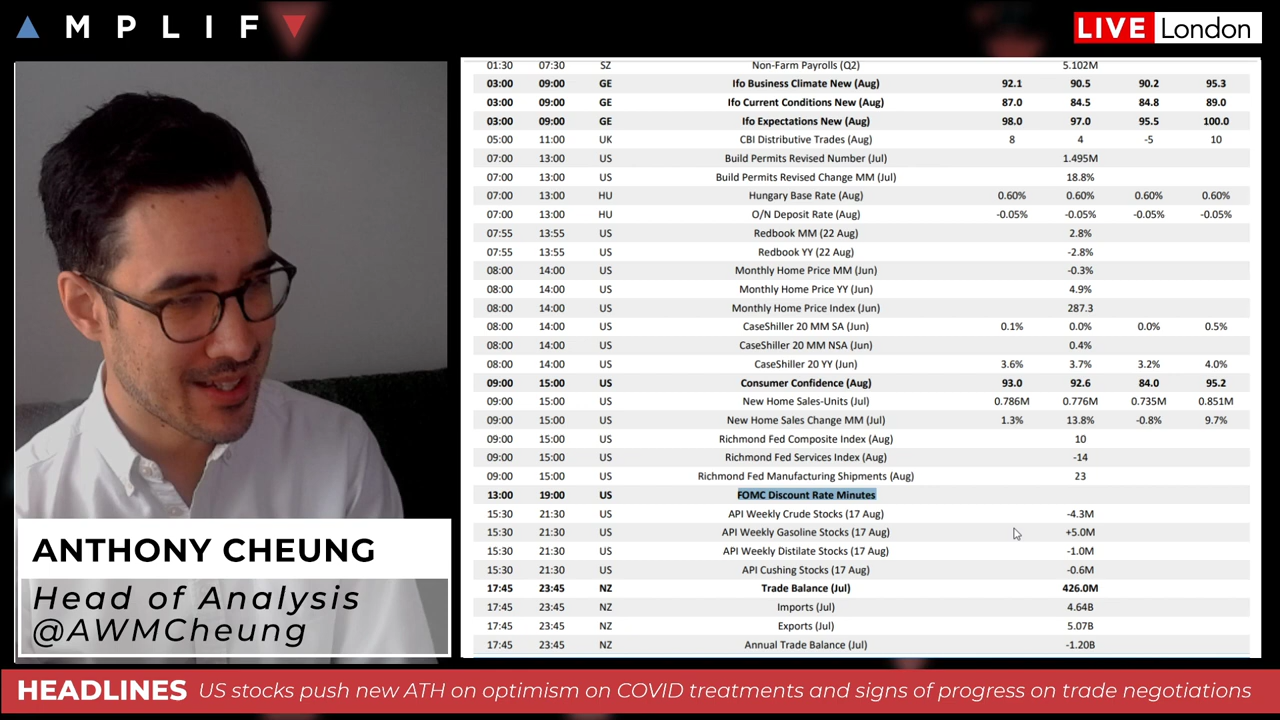 AMPLIFY
LIVE London
01:30 07:30 SZ Non-Farm Payrolls (Q2) 5.102M
03:00 09:00 GE Ifo Business Climate New (Aug) 92.1 90.5 90.2 95.3
03:00 09:00 GE Ifo Current Conditions New (Aug) 87.0 84.5 84.8 89.0
03:00 09:00 GE Ifo Expectations New (Aug) 98.0 97.0 95.5 100.0
05:00 11:00 UK CBI Distributive Trades (Aug) 8 4 -5 10
07:00 13:00 US Build Permits Revised Number (Jul) 1.495M
07:00 13:00 US Build Permits Revised Change MM (Jul) 18.8%
07:00 13:00 HU Hungary Base Rate (Aug) 0.60% 0.60% 0.60% 0.60%
07:00 13:00 HU O/N Deposit Rate (Aug) -0.05% -0.05% -0.05% -0.05%
07:55 13:55 US Redbook MM (22 Aug) 2.8%
07:55 13:55 US Redbook YY (22 Aug) -2.8%
08:00 14:00 US Monthly Home Price MM (Jun) -0.3%
08:00 14:00 US Monthly Home Price YY (Jun) 4.9%
08:00 14:00 US Monthly Home Price Index (Jun) 287.3
08:00 14:00 US CaseShiller 20 MM SA (Jun) 0.1% 0.0% 0.0% 0.5%
08:00 14:00 US CaseShiller 20 MM NSA (Jun) 0.4%
08:00 14:00 US CaseShiller 20 YY (Jun) 3.6% 3.7% 3.2% 4.0%
09:00 15:00 US Consumer Confidence (Aug) 93.0 92.6 84.0 95.2
09:00 15:00 US New Home Sales-Units (Jul) 0.786M 0.776M 0.735M 0.851M
09:00 15:00 US New Home Sales Change MM (Jul) 1.3% 13.8% -0.8% 9.7%
09:00 15:00 US Richmond Fed Composite Index (Aug) 10
09:00 15:00 US Richmond Fed Services Index (Aug) -14
09:00 15:00 US Richmond Fed Manufacturing Shipments (Aug) 23
13:00 19:00 US FOMC Discount Rate Minutes
15:30 21:30 US API Weekly Crude Stocks (17 Aug) -4.3M
15:30 21:30 US API Weekly Gasoline Stocks (17 Aug) +5.0M
15:30 21:30 US API Weekly Distilate Stocks (17 Aug) -1.0M
15:30 21:30 US API Cushing Stocks (17 Aug) -0.6M
17:45 23:45 NZ Trade Balance (Jul) 426.0M
17:45 23:45 NZ Imports (Jul) 4.64B
17:45 23:45 NZ Exports (Jul) 5.07B
17:45 23:45 NZ Annual Trade Balance (Jul) -1.20B
ANTHONY CHEUNG
Head of Analysis
@AWMCheung
HEADLINES US stocks push new ATH on optimism on COVID treatments and signs of progress on trade negotiations